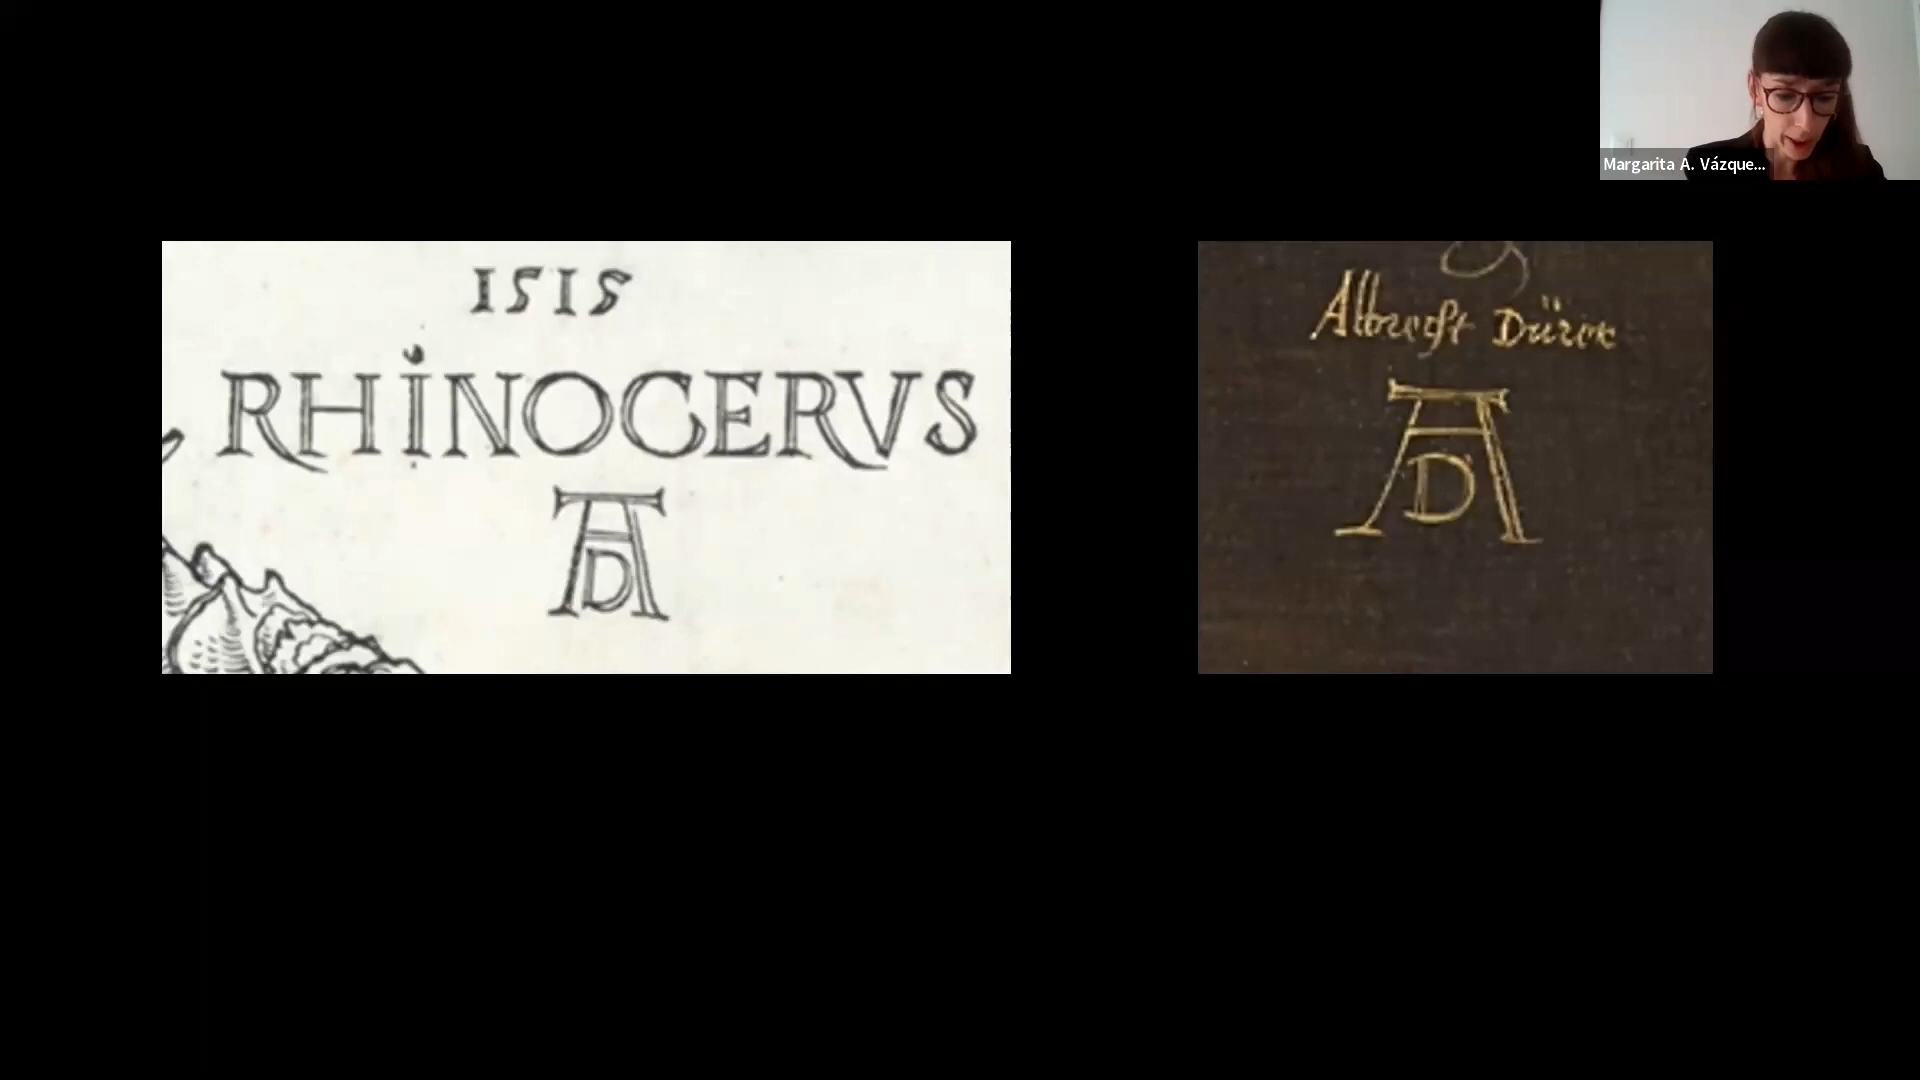 Margarita A. Vázque...
1515
RHINOCERVS
AD
Albrecht Dürer
AD